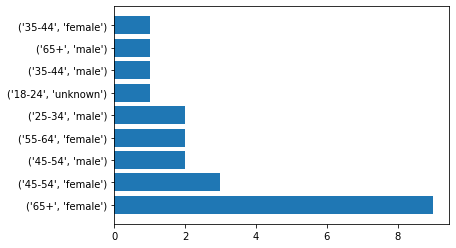 ('35-44', 'female')
('65+', 'male')
('35-44', 'male')
('18-24', 'unknown')
('25-34', 'male')
('55-64', 'female')
('45-54', 'male')
('45-54', 'female')
('65+', 'female')
0 2 4 6 8